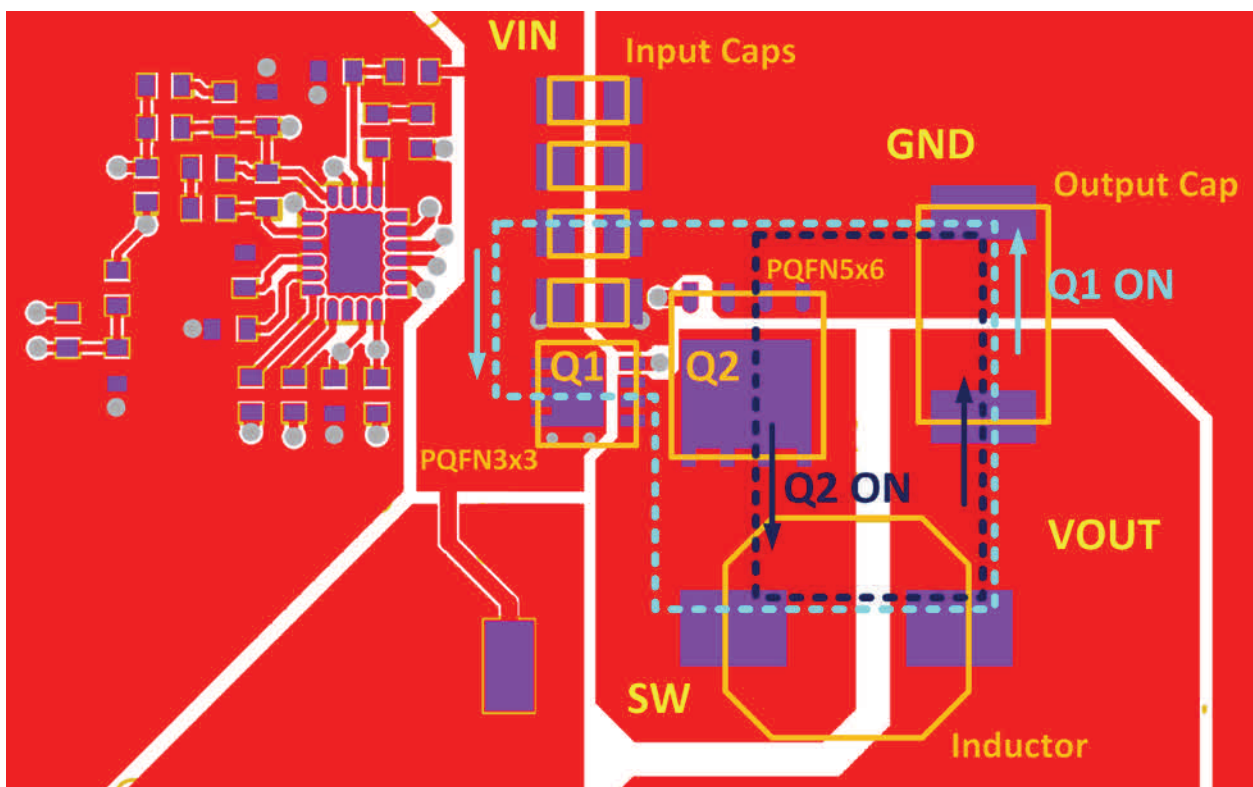 VIN
Input Caps
GND
Output Cap
PQFN5x6
Q1 ON
Q1
Q2
PQFN3x3
Q2 ON
VOUT
SW
Inductor